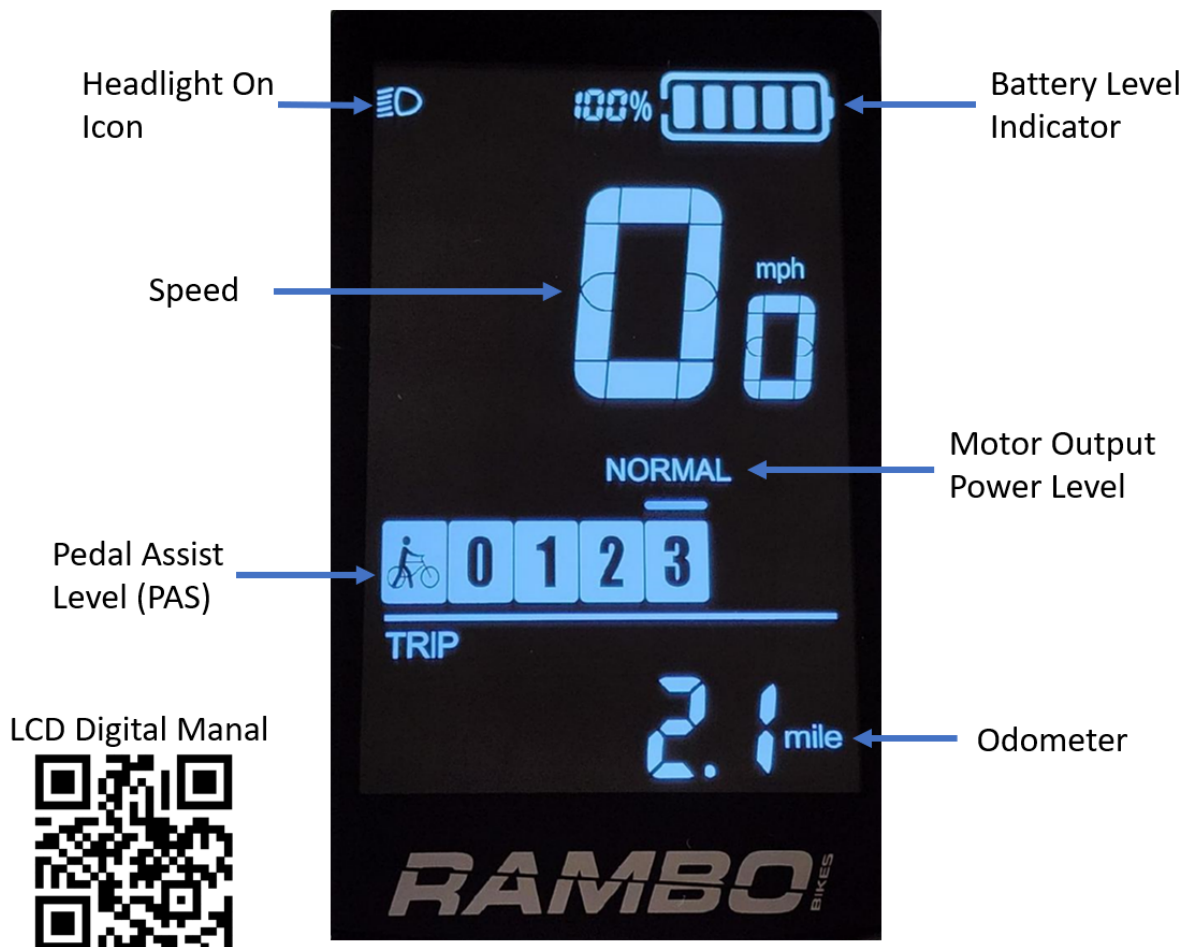 Headlight On
Icon
100%
Battery Level
Indicator
Speed
0
mph
0
NORMAL
Motor Output
Power Level
Pedal Assist
Level (PAS)
0 1 2 3
TRIP
LCD Digital Manal
2.1 mile
Odometer
RAMBO BIKES